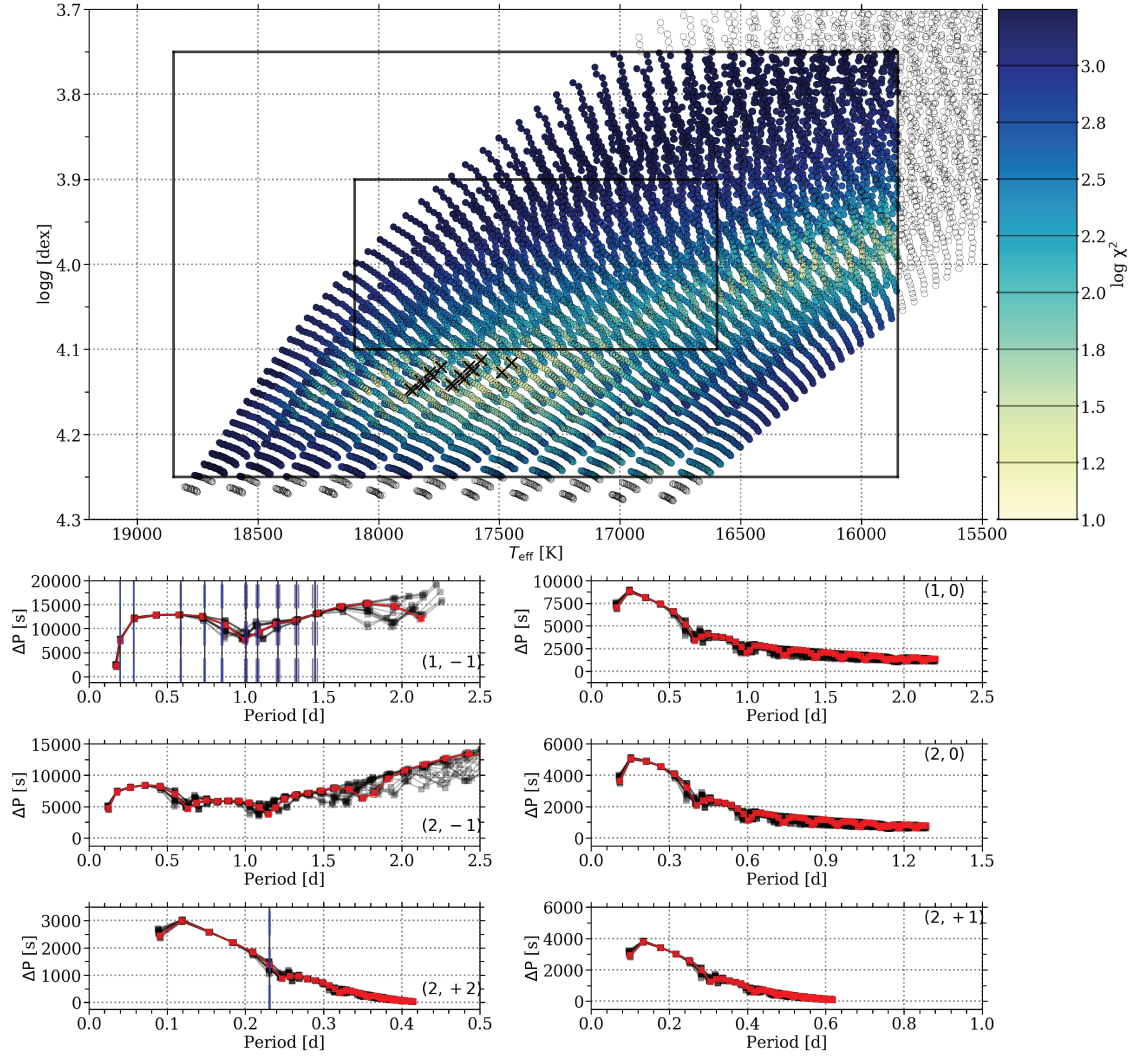 3.7
3.8
3.9
4.0
4.1
4.2
4.3
logg [dex]
19000 18500 18000 17500 17000 16500 16000 15500
T_eff [K]
3.0
2.8
2.5
2.2
2.0
1.8
1.5
1.2
1.0
log χ²
20000
15000
10000
5000
0
ΔP [s]
(1, −1)
0.0 0.5 1.0 1.5 2.0 2.5
Period [d]
10000
7500
5000
2500
0
ΔP [s]
(1, 0)
0.0 0.5 1.0 1.5 2.0 2.5
Period [d]
15000
10000
5000
0
ΔP [s]
(2, −1)
0.0 0.5 1.0 1.5 2.0 2.5
Period [d]
6000
4000
2000
0
ΔP [s]
(2, 0)
0.0 0.3 0.6 0.9 1.2 1.5
Period [d]
3000
2000
1000
0
ΔP [s]
(2, +2)
0.0 0.1 0.2 0.3 0.4 0.5
Period [d]
6000
4000
2000
0
ΔP [s]
(2, +1)
0.0 0.2 0.4 0.6 0.8 1.0
Period [d]